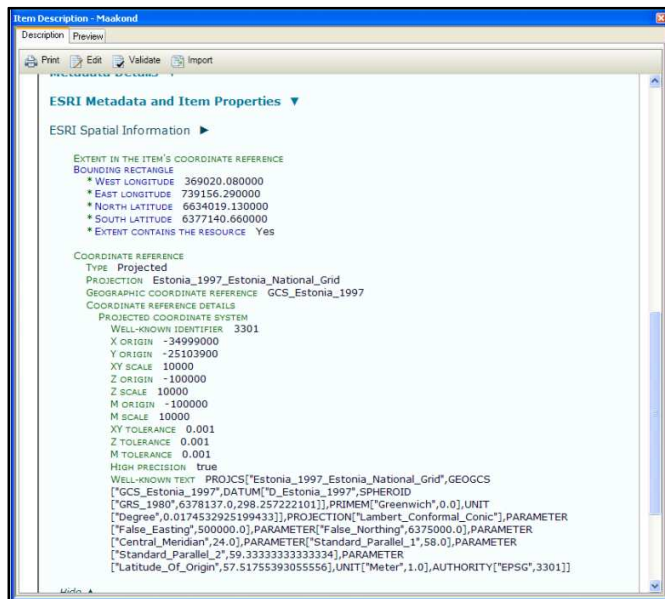 Item Description - Maakond
Description Preview
Print Edit Validate Import
Metadata Details ▼
ESRI Metadata and Item Properties ▼
ESRI Spatial Information ►
EXTENT IN THE ITEM'S COORDINATE REFERENCE
BOUNDING RECTANGLE
* WEST LONGITUDE 369020.080000
* EAST LONGITUDE 739156.290000
* NORTH LATITUDE 6634019.130000
* SOUTH LATITUDE 6377140.660000
* EXTENT CONTAINS THE RESOURCE Yes
COORDINATE REFERENCE
TYPE Projected
PROJECTION Estonia_1997_Estonia_National_Grid
GEOGRAPHIC COORDINATE REFERENCE GCS_Estonia_1997
COORDINATE REFERENCE DETAILS
PROJECTED COORDINATE SYSTEM
WELL-KNOWN IDENTIFIER 3301
X ORIGIN -34999000
Y ORIGIN -25103900
XY SCALE 10000
Z ORIGIN -100000
Z SCALE 10000
M ORIGIN -100000
M SCALE 10000
XY TOLERANCE 0.001
Z TOLERANCE 0.001
M TOLERANCE 0.001
HIGH PRECISION true
WELL-KNOWN TEXT PROJCS["Estonia_1997_Estonia_National_Grid",GEOGCS
["GCS_Estonia_1997",DATUM["D_Estonia_1997",SPHEROID
["GRS_1980",6378137.0,298.257222101]],PRIMEM["Greenwich",0.0],UNIT
["Degree",0.0174532925199433]],PROJECTION["Lambert_Conformal_Conic"],PARAMETER
["False_Easting",500000.0],PARAMETER["False_Northing",6375000.0],PARAMETER
["Central_Meridian",24.0],PARAMETER["Standard_Parallel_1",58.0],PARAMETER
["Standard_Parallel_2",59.33333333333334],PARAMETER
["Latitude_Of_Origin",57.51755393055556],UNIT["Meter",1.0],AUTHORITY["EPSG",3301]]
Hide ▲